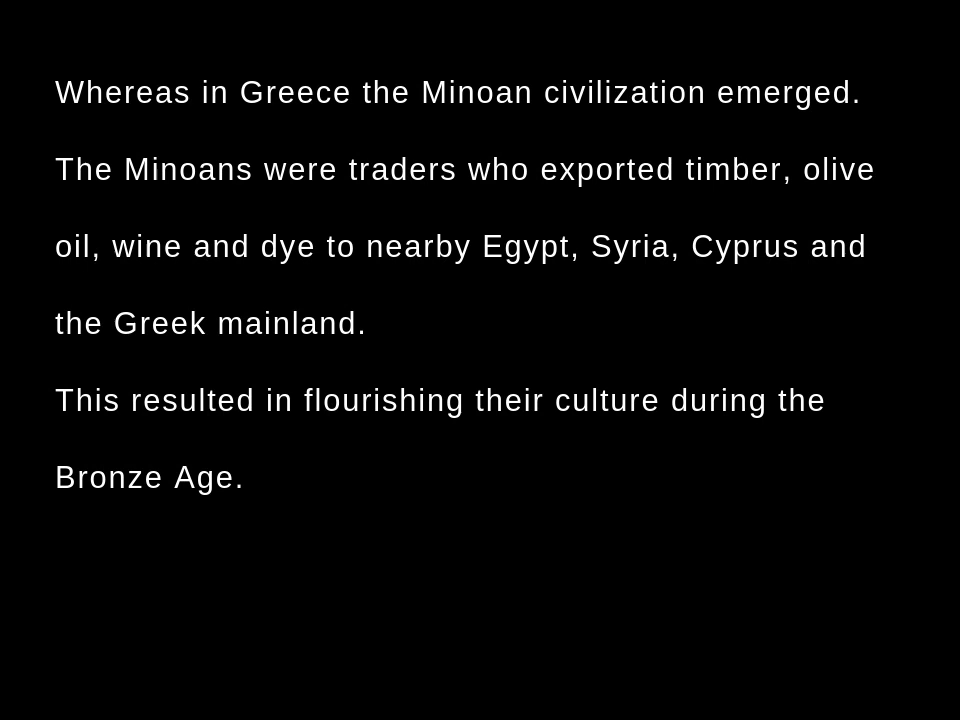 Whereas in Greece the Minoan civilization emerged.
The Minoans were traders who exported timber, olive
oil, wine and dye to nearby Egypt, Syria, Cyprus and
the Greek mainland.
This resulted in flourishing their culture during the
Bronze Age.